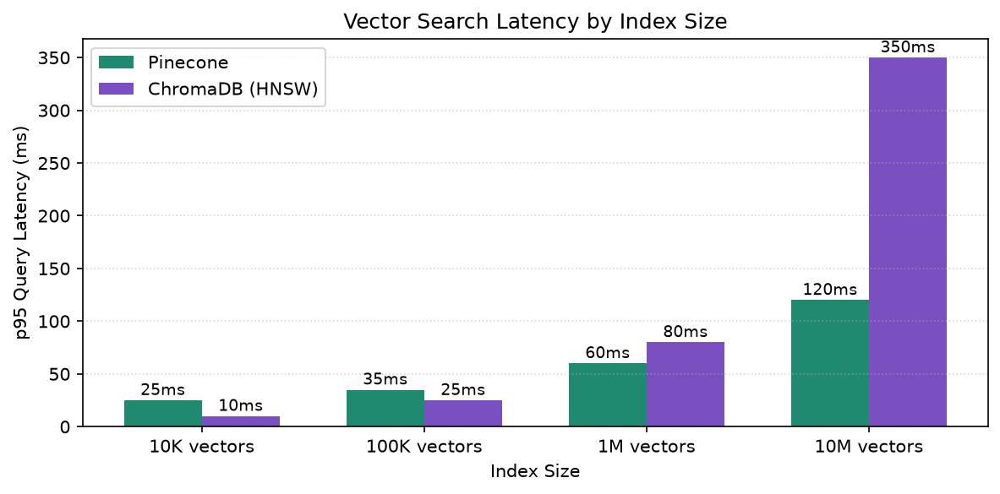 Vector Search Latency by Index Size
Pinecone
ChromaDB (HNSW)
p95 Query Latency (ms)
350
300
250
200
150
100
50
0
25ms
10ms
35ms
25ms
60ms
80ms
120ms
350ms
10K vectors
100K vectors
1M vectors
10M vectors
Index Size